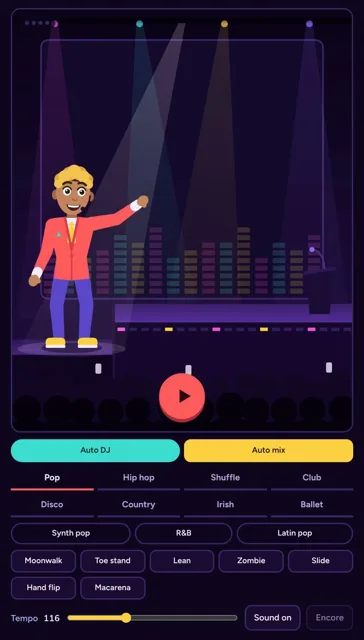 Auto DJ Auto mix
Pop Hip hop Shuffle Club
Disco Country Irish Ballet
Synth pop R&B Latin pop
Moonwalk Toe stand Lean Zombie Slide
Hand flip Macarena
Tempo 116 Sound on Encore